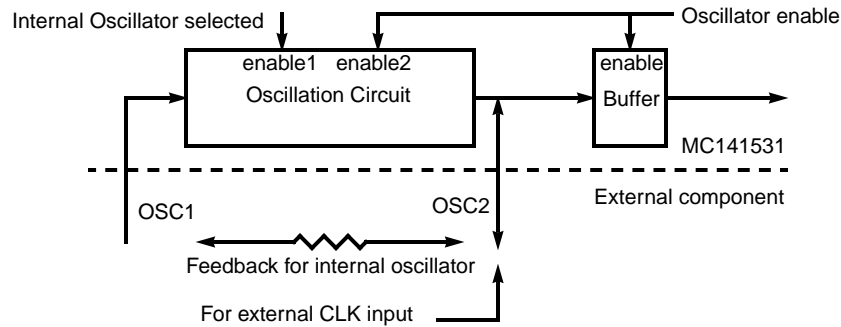 Internal Oscillator selected
Oscillator enable
enable1 enable2
enable
Oscillation Circuit
Buffer
MC141531
External component
OSC1
OSC2
Feedback for internal oscillator
For external CLK input